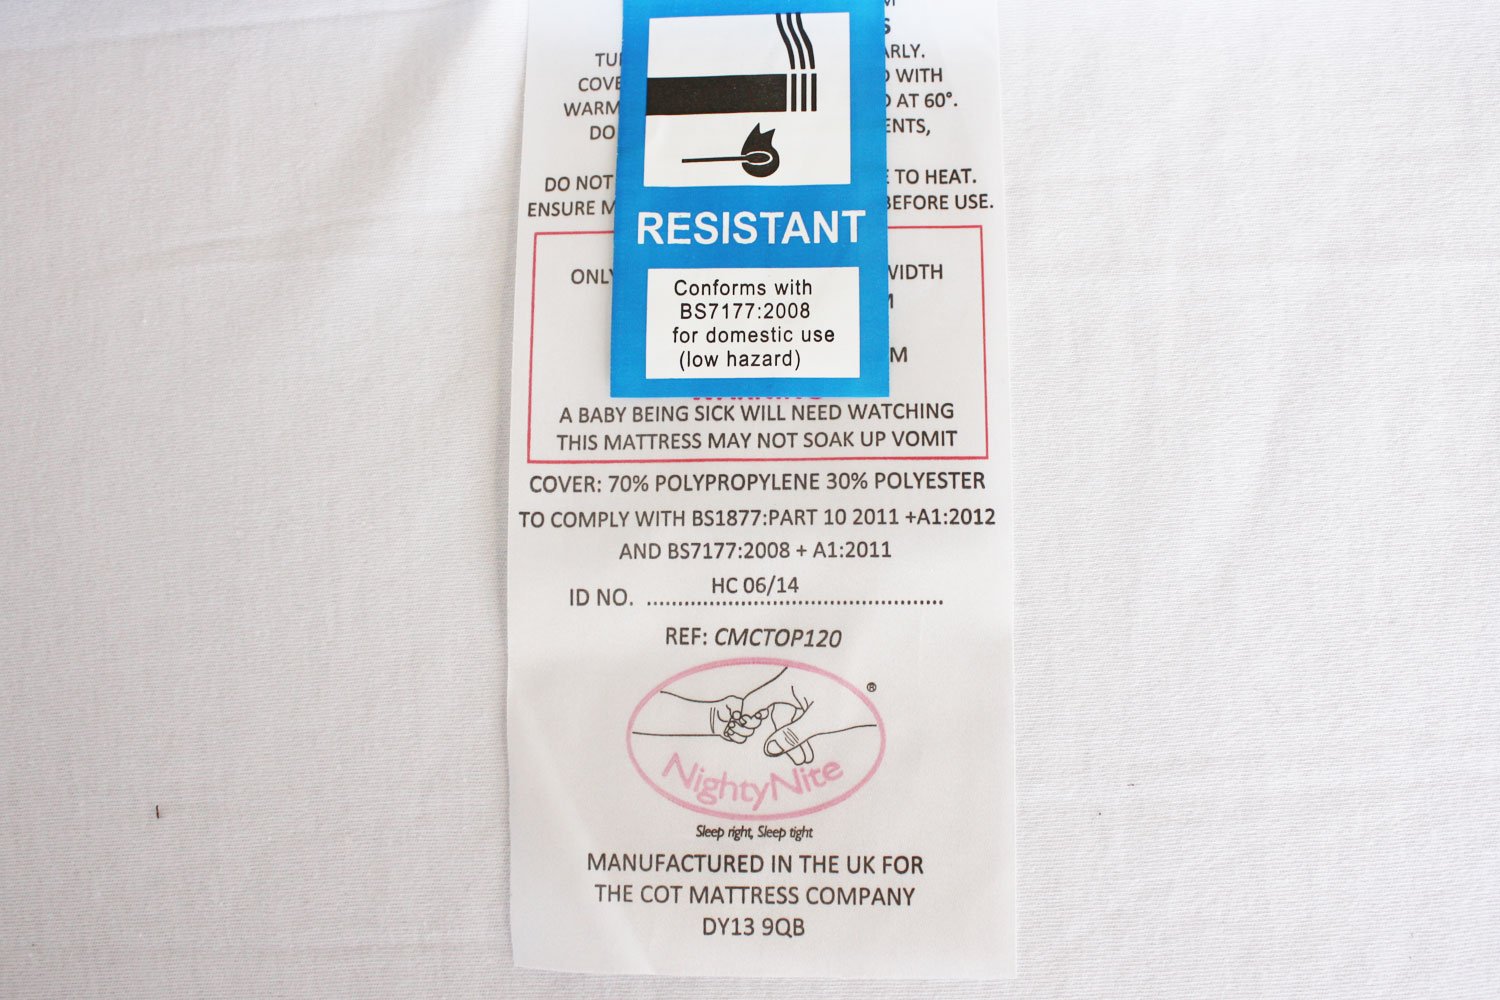 ARLY.
COVE
WITH
WARM
AT 60°.
DO
ENTS,
DO NOT
TO HEAT.
ENSURE
BEFORE USE.
RESISTANT
ONLY
WIDTH
Conforms with
BS7177:2008
for domestic use
(low hazard)
A BABY BEING SICK WILL NEED WATCHING
THIS MATTRESS MAY NOT SOAK UP VOMIT
COVER: 70% POLYPROPYLENE 30% POLYESTER
TO COMPLY WITH BS1877:PART 10 2011 +A1:2012
AND BS7177:2008 + A1:2011
HC 06/14
ID NO. ................................................
REF: CMCTOP120
®
NightyNite
Sleep right, Sleep tight
MANUFACTURED IN THE UK FOR
THE COT MATTRESS COMPANY
DY13 9QB